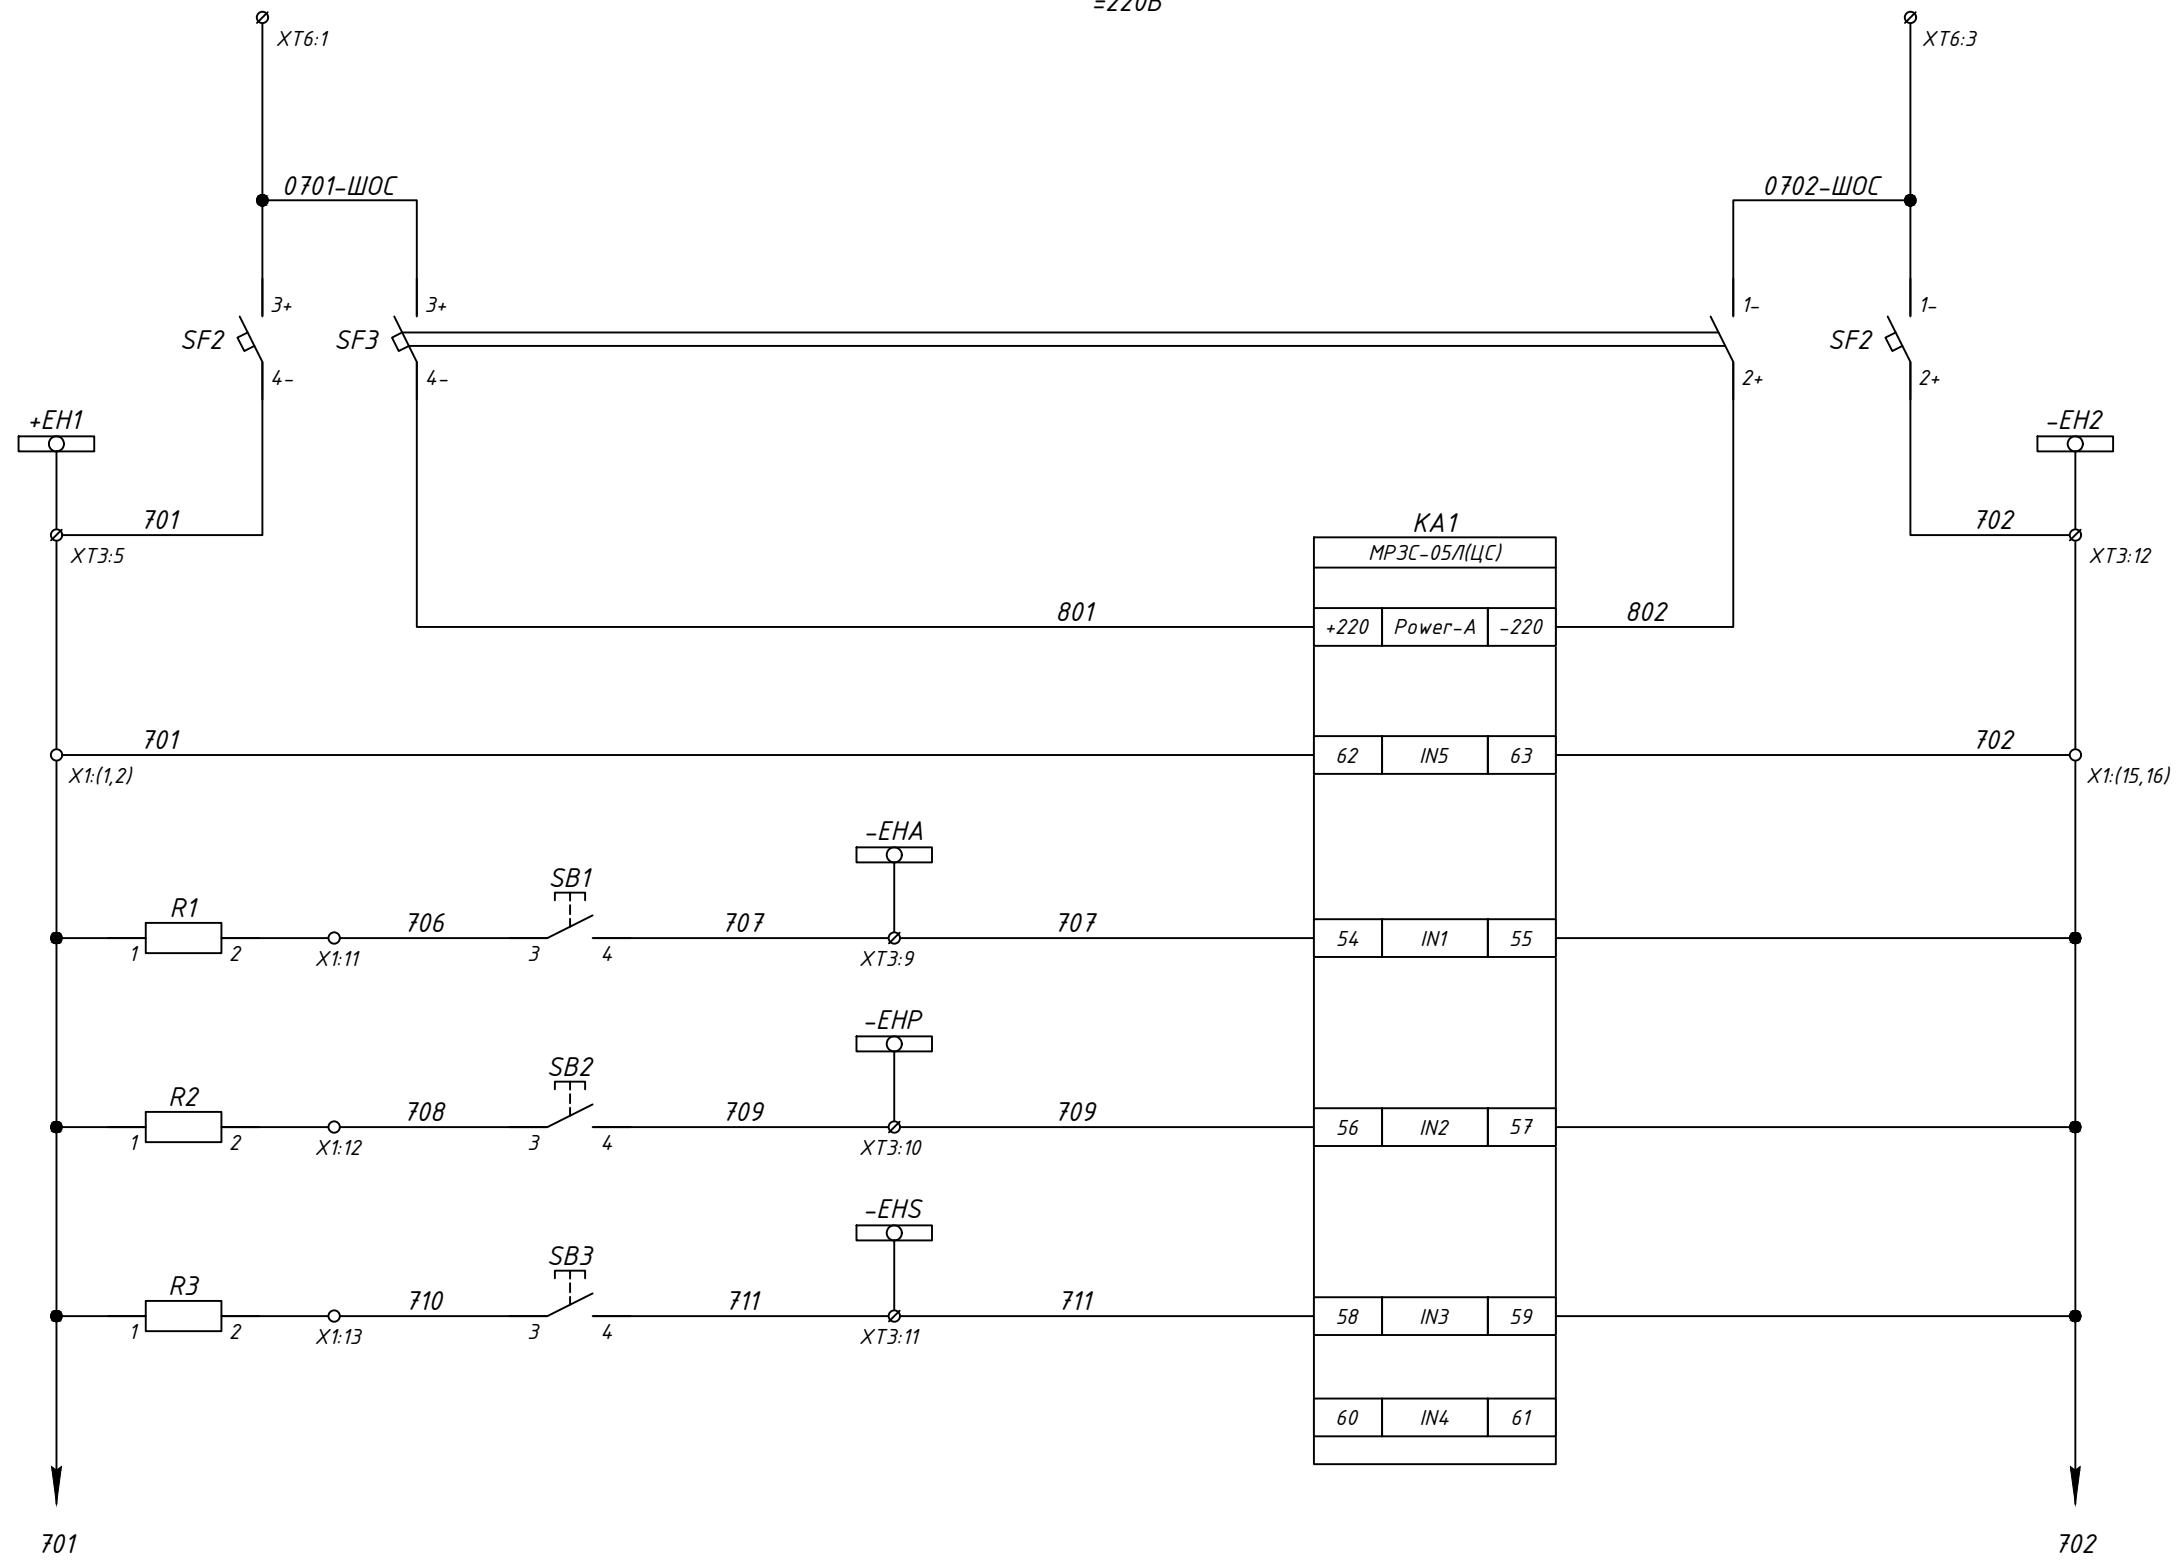 =220В
XT6:1 XT6:3
0701-ШОС 0702-ШОС
3+ 3+ 1- 1-
SF2 SF3 SF2
4- 4- 2+ 2+
+EH1 -EH2
701 KA1 702
XT3:5 МРЗС-05Л(ЦС) XT3:12
801 802
+220 Power-A -220
701 702
62 IN5 63
X1:(1,2) X1:(15,16)
-EHA
SB1
R1 706 707 707
54 IN1 55
1 2 X1:11 3 4 XT3:9
-EHP
SB2
R2 708 709 709
56 IN2 57
1 2 X1:12 3 4 XT3:10
-EHS
SB3
R3 710 711 711
58 IN3 59
1 2 X1:13 3 4 XT3:11
60 IN4 61
701 702